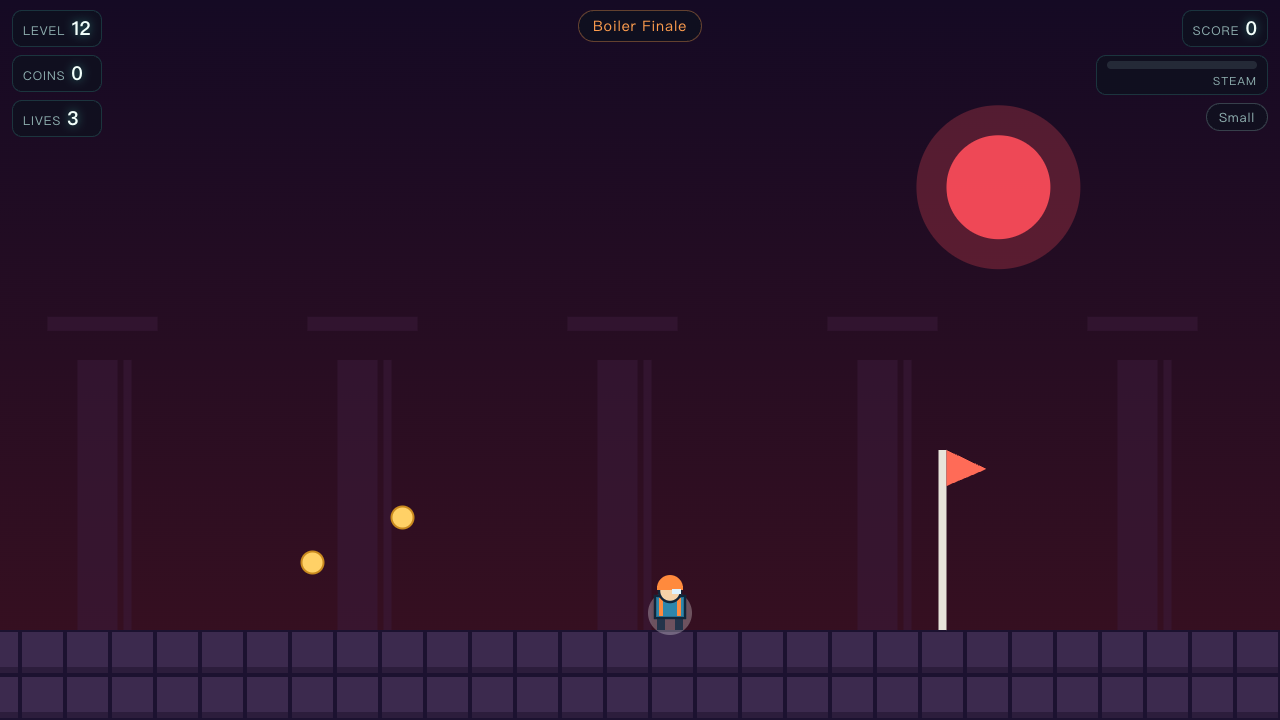 LEVEL 12
Boiler Finale
SCORE 0
COINS 0
STEAM
LIVES 3
Small